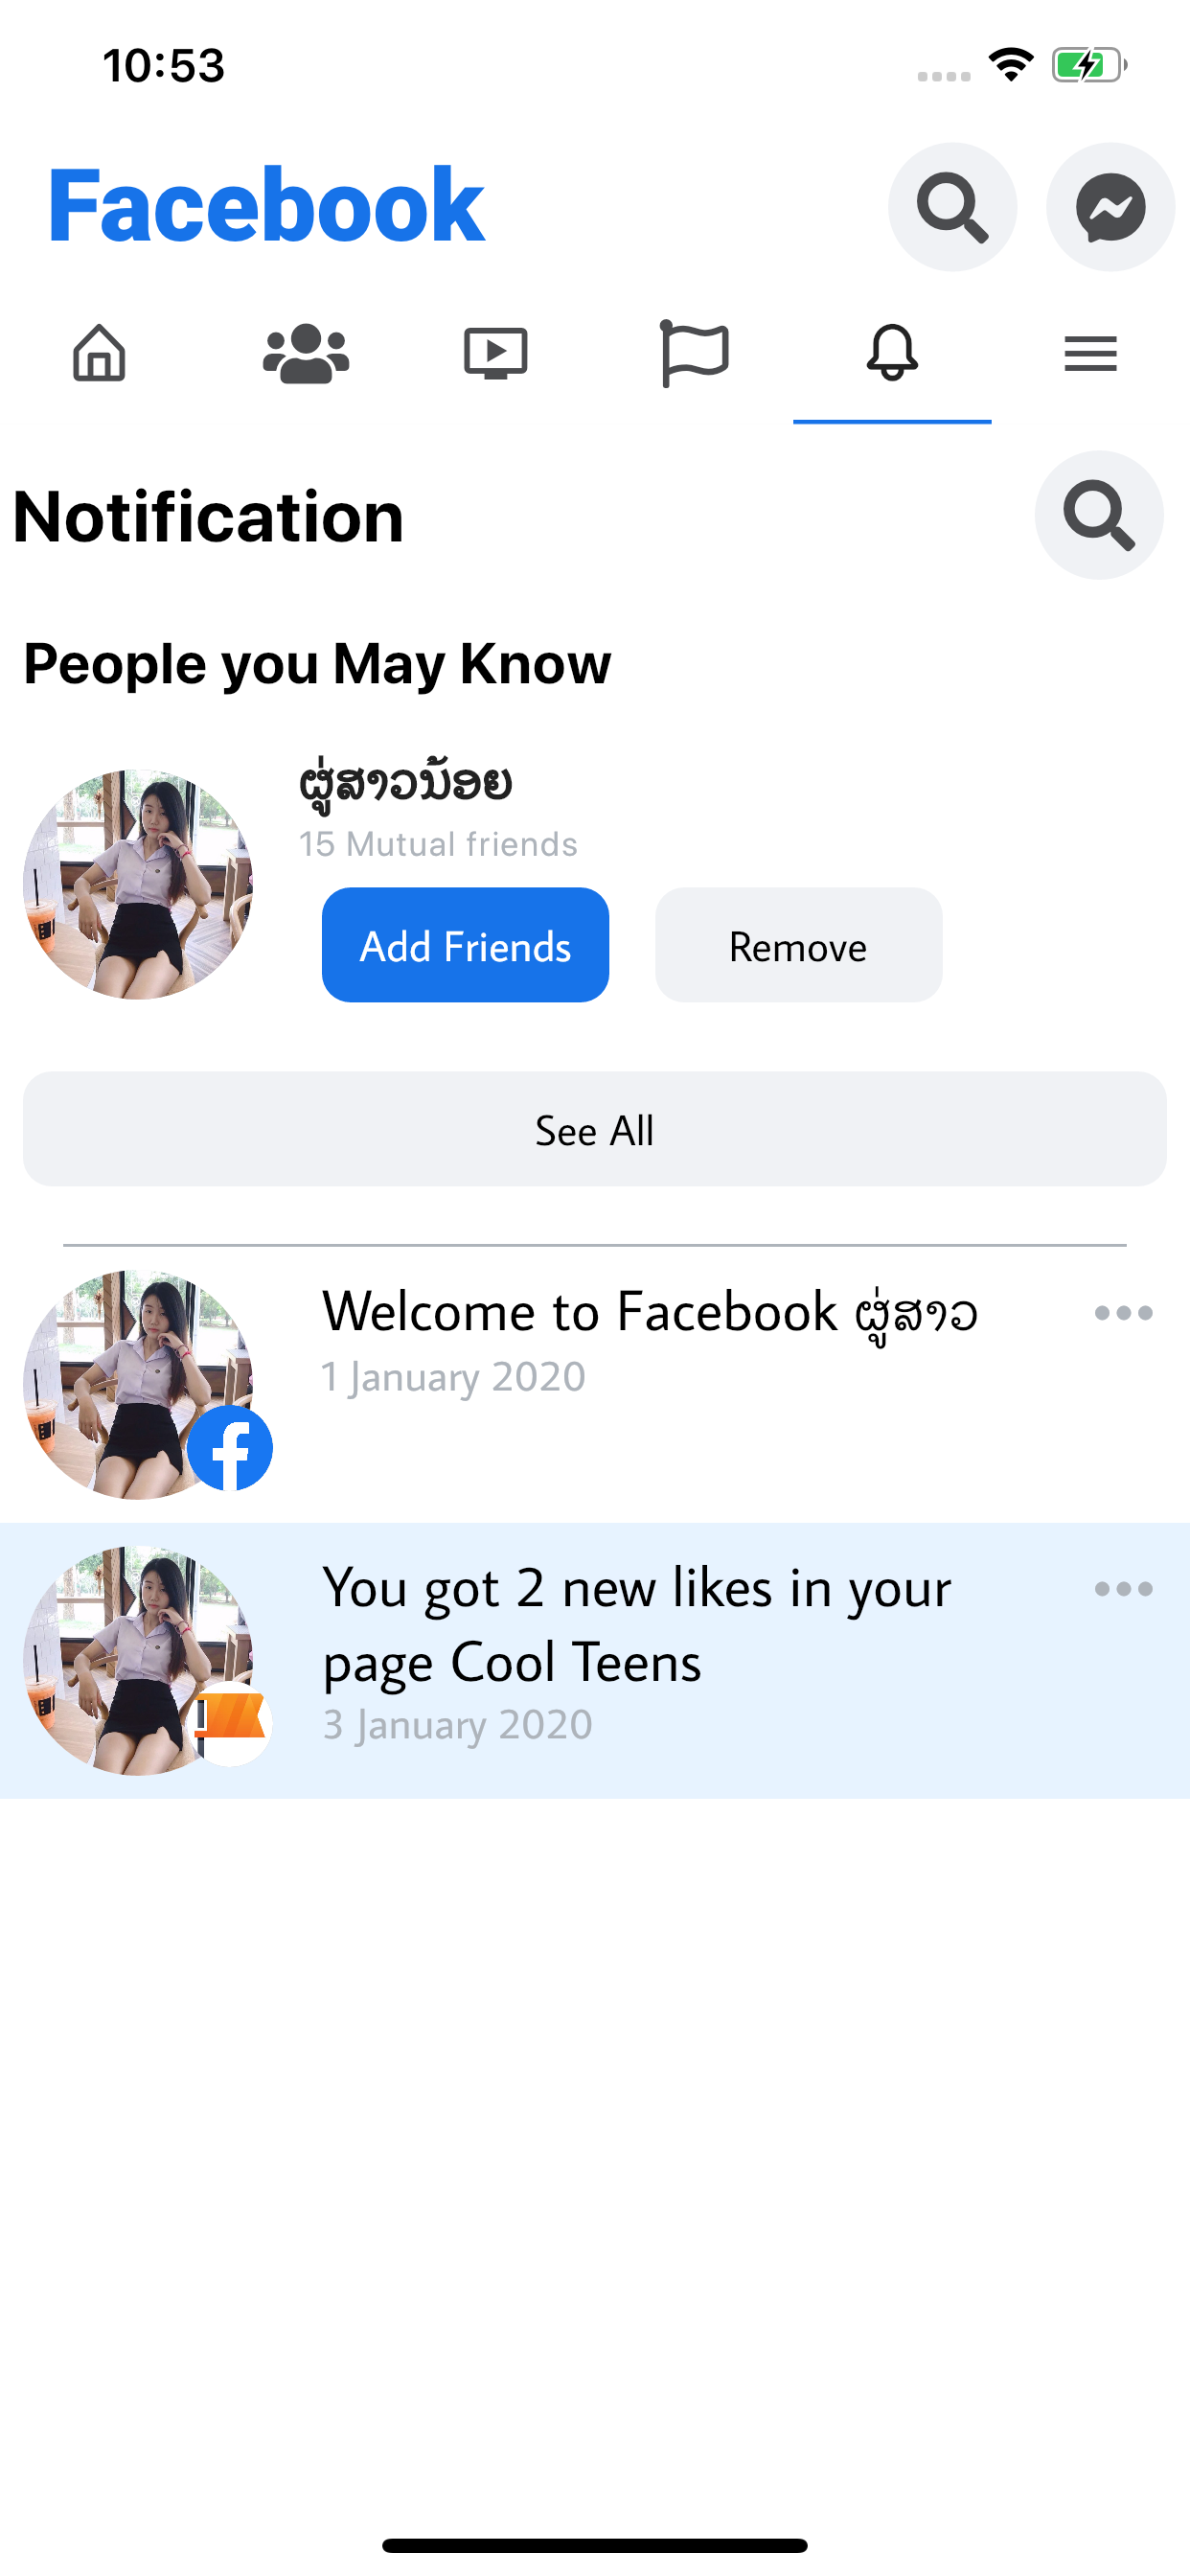 10:53
Facebook
Notification
People you May Know
ຜູ່ສາວນ້ອຍ
15 Mutual friends
Add Friends
Remove
See All
Welcome to Facebook ຜູ່ສາວ
1 January 2020
You got 2 new likes in your
page Cool Teens
3 January 2020